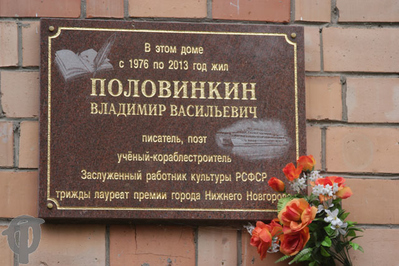 В этом доме
с 1976 по 2013 год жил
ПОЛОВИНКИН
ВЛАДИМИР ВАСИЛЬЕВИЧ
писатель, поэт
учёный-кораблестроитель
Заслуженный работник культуры РСФСР
трижды лауреат премии города Нижнего Новгорода